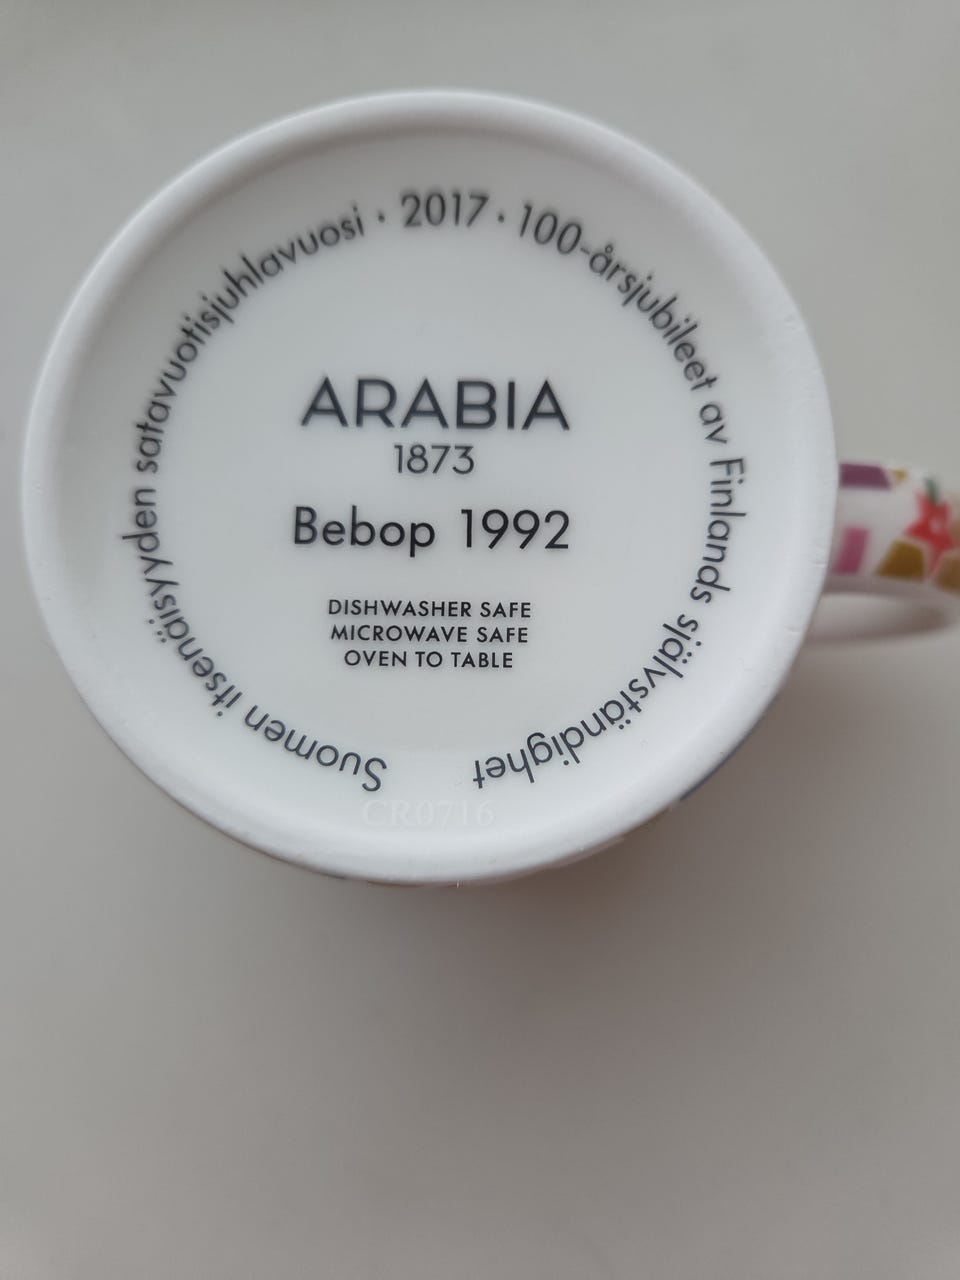 Suomen itsenäisyyden satavuotisjuhlavuosi · 2017 · 100-årsjubileet av Finlands självständighet
ARABIA
1873
Bebop 1992
DISHWASHER SAFE
MICROWAVE SAFE
OVEN TO TABLE
CR0716